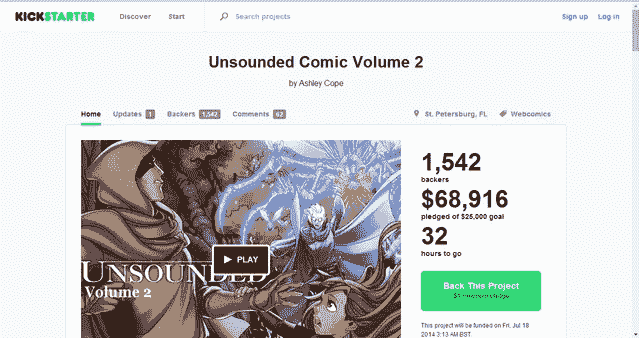 KICKSTARTER
Discover
Start
Search projects
Sign up
Log in
Unsounded Comic Volume 2
by Ashley Cope
Home
Updates 1
Backers 1,542
Comments 62
St. Petersburg, FL
Webcomics
PLAY
UNSOUNDED
Volume 2
1,542
backers
$68,916
pledged of $25,000 goal
32
hours to go
Back This Project
This project will be funded on Fri, Jul 18
2014 3:13 AM BST.